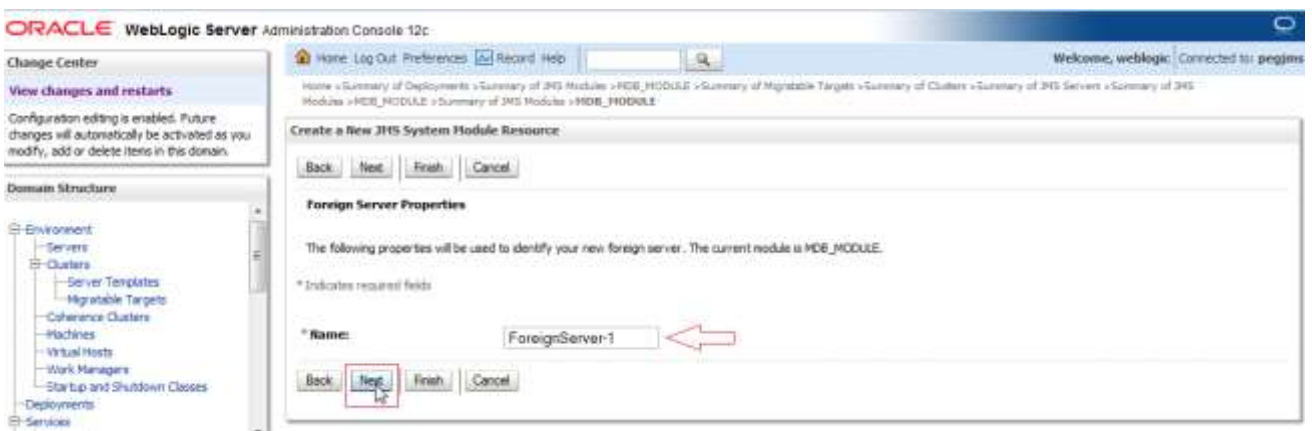 ORACLE WebLogic Server Administration Console 12c
Change Center
View changes and restarts
Configuration editing is enabled. Future
changes will automatically be activated as you
modify, add or delete items in this domain.
Domain Structure
Environment
Servers
Clusters
Server Templates
Migratable Targets
Coherence Clusters
Machines
Virtual Hosts
Work Managers
Startup and Shutdown Classes
Deployments
Services
Home Log Out Preferences Record Help
Welcome, weblogic Connected to: pegjms
Home >Summary of Deployments >Summary of JMS Modules >MDB_MODULE >Summary of Migratable Targets >Summary of Clusters >Summary of JMS Servers >Summary of JMS
Modules >MDB_MODULE >Summary of JMS Modules >MDB_MODULE
Create a New JMS System Module Resource
Back Next Finish Cancel
Foreign Server Properties
The following properties will be used to identify your new foreign server. The current module is MDB_MODULE.
* Indicates required fields
* Name: ForeignServer-1
Back Next Finish Cancel